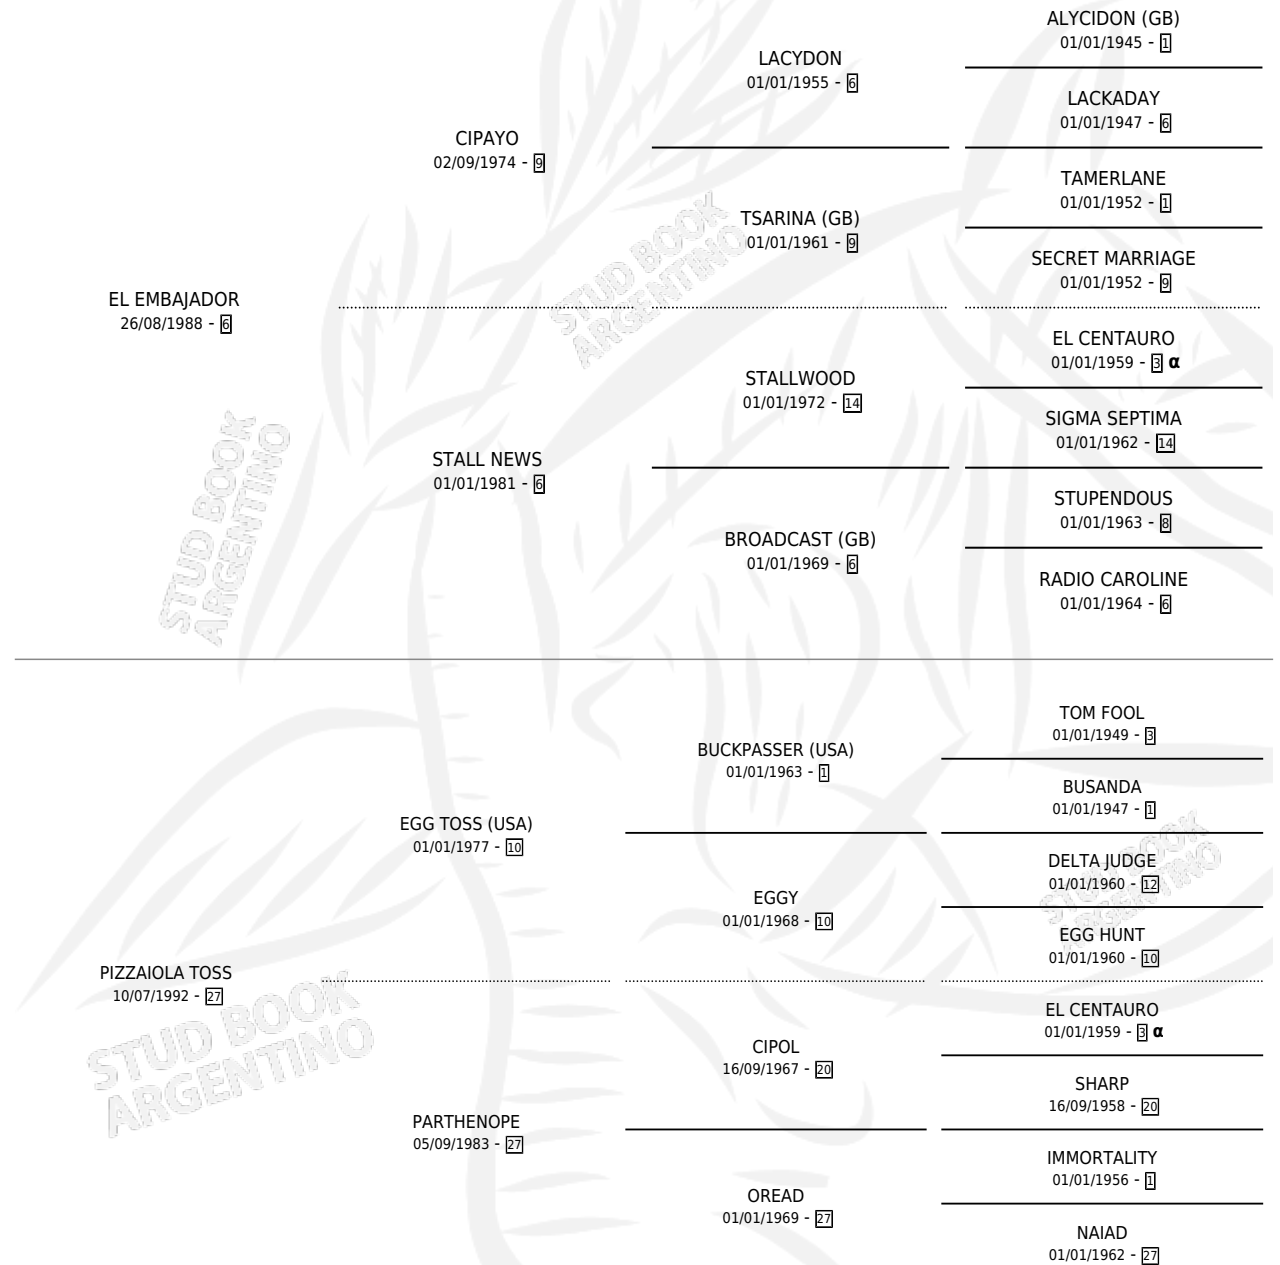 ALYCIDON (GB)
01/01/1945 - 1
LACYDON
01/01/1955 - 6
LACKADAY
01/01/1947 - 6
CIPAYO
02/09/1974 - 9
TAMERLANE
01/01/1952 - 1
TSARINA (GB)
01/01/1961 - 9
SECRET MARRIAGE
01/01/1952 - 9
EL EMBAJADOR
26/08/1988 - 6
EL CENTAURO
01/01/1959 - 3 α
STALLWOOD
01/01/1972 - 14
SIGMA SEPTIMA
01/01/1962 - 14
STALL NEWS
01/01/1981 - 6
STUPENDOUS
01/01/1963 - 8
BROADCAST (GB)
01/01/1969 - 6
RADIO CAROLINE
01/01/1964 - 6
TOM FOOL
01/01/1949 - 3
BUCKPASSER (USA)
01/01/1963 - 1
BUSANDA
01/01/1947 - 1
EGG TOSS (USA)
01/01/1977 - 10
DELTA JUDGE
01/01/1960 - 12
EGGY
01/01/1968 - 10
EGG HUNT
01/01/1960 - 10
PIZZAIOLA TOSS
10/07/1992 - 27
EL CENTAURO
01/01/1959 - 3 α
CIPOL
16/09/1967 - 20
SHARP
16/09/1958 - 20
PARTHENOPE
05/09/1983 - 27
IMMORTALITY
01/01/1956 - 1
OREAD
01/01/1969 - 27
NAIAD
01/01/1962 - 27
STUD BOOK
ARGENTINO
STUD BOOK
ARGENTINO
STUD BOOK
ARGENTINO
STUD BOOK
ARGENTINO